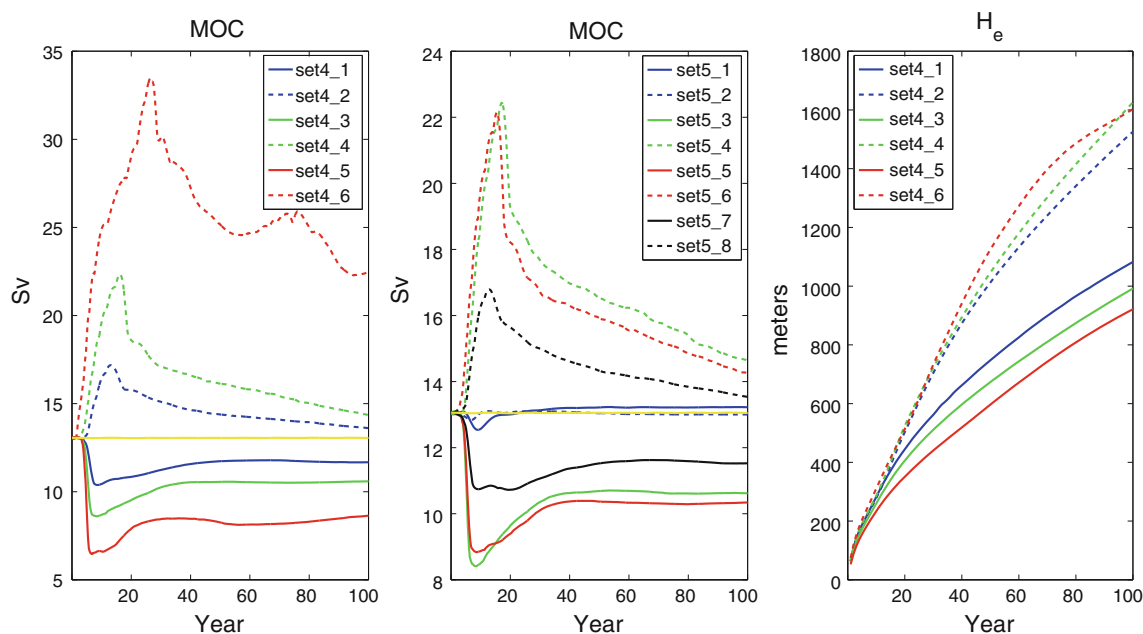 MOC
35
30
25
20
15
10
5
20
40
60
80
100
Sv
Year
set4_1
set4_2
set4_3
set4_4
set4_5
set4_6
MOC
24
22
20
18
16
14
12
10
8
20
40
60
80
100
Sv
Year
set5_1
set5_2
set5_3
set5_4
set5_5
set5_6
set5_7
set5_8
H_e
1800
1600
1400
1200
1000
800
600
400
200
0
20
40
60
80
100
meters
Year
set4_1
set4_2
set4_3
set4_4
set4_5
set4_6